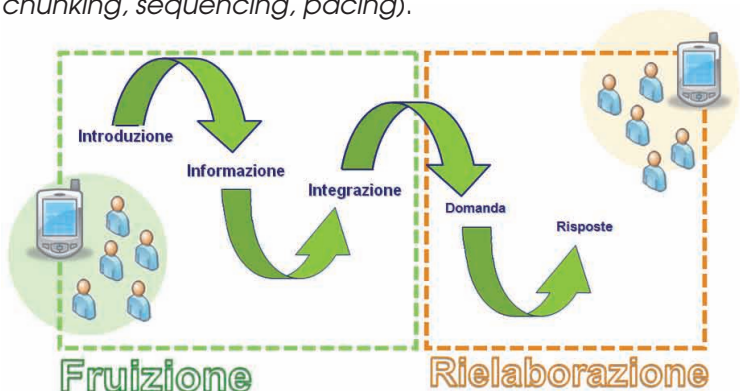 chunking, sequencing, pacing).
Introduzione
Informazione
Integrazione
Domanda
Risposte
Fruizione
Rielaborazione